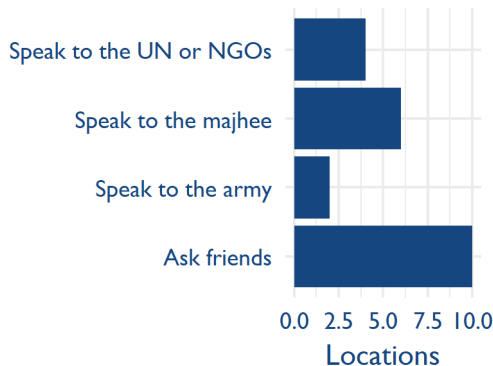 Speak to the UN or NGOs
Speak to the majhee
Speak to the army
Ask friends
0.0 2.5 5.0 7.5 10.0
Locations